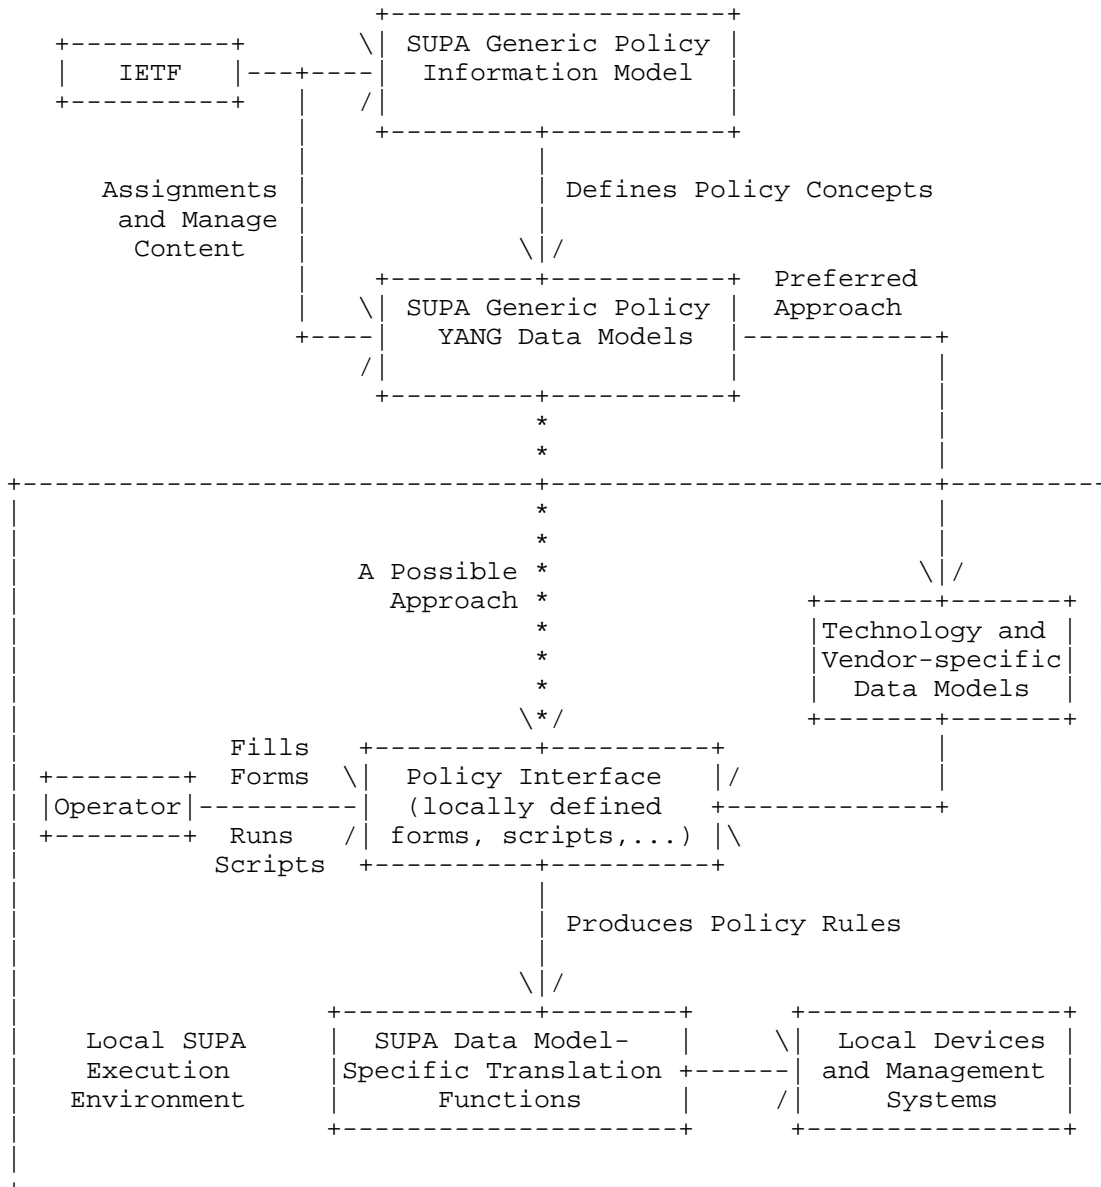 SUPA Generic Policy
Information Model
IETF
Assignments
and Manage
Content
Defines Policy Concepts
Preferred
Approach
SUPA Generic Policy
YANG Data Models
A Possible
Approach
Technology and
Vendor-specific
Data Models
Fills
Forms
Operator
Runs
Scripts
Policy Interface
(locally defined
forms, scripts,...)
Produces Policy Rules
Local SUPA
Execution
Environment
SUPA Data Model-
Specific Translation
Functions
Local Devices
and Management
Systems